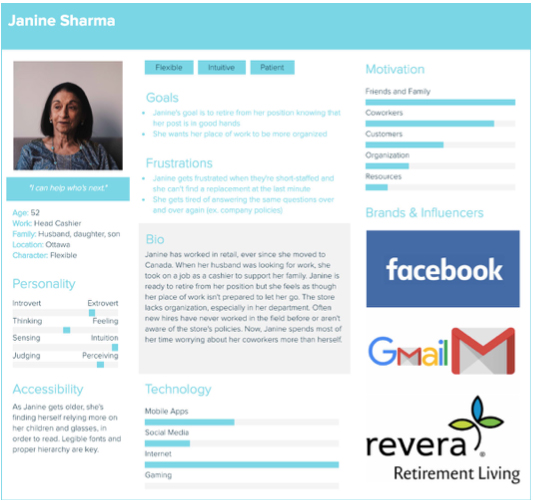 Janine Sharma
"I can help who's next."
Age: 52
Work: Head Cashier
Family: Husband, daughter, son
Location: Ottawa
Character: Flexible
Personality
Introvert Extrovert
Thinking Feeling
Sensing Intuition
Judging Perceiving
Accessibility
As Janine gets older, she's
finding herself relying more on
her children and glasses, in
order to read. Legible fonts and
proper hierarchy are key.
Flexible Intuitive Patient
Goals
• Janine's goal is to retire from her position knowing that
her post is in good hands
• She wants her place of work to be more organized
Frustrations
• Janine gets frustrated when they're short-staffed and
she can't find a replacement at the last minute
• She gets tired of answering the same questions over
and over again (ex. company policies)
Bio
Janine has worked in retail, ever since she moved to
Canada. When her husband was looking for work, she
took on a job as a cashier to support her family. Janine is
ready to retire from her position but she feels as though
her place of work isn't prepared to let her go. The store
lacks organization, especially in her department. Often
new hires have never worked in the field before or aren't
aware of the store's policies. Now, Janine spends most of
her time worrying about her coworkers more than herself.
Technology
Mobile Apps
Social Media
Internet
Gaming
Motivation
Friends and Family
Coworkers
Customers
Organization
Resources
Brands & Influencers
facebook
Gmail
revera
Retirement Living